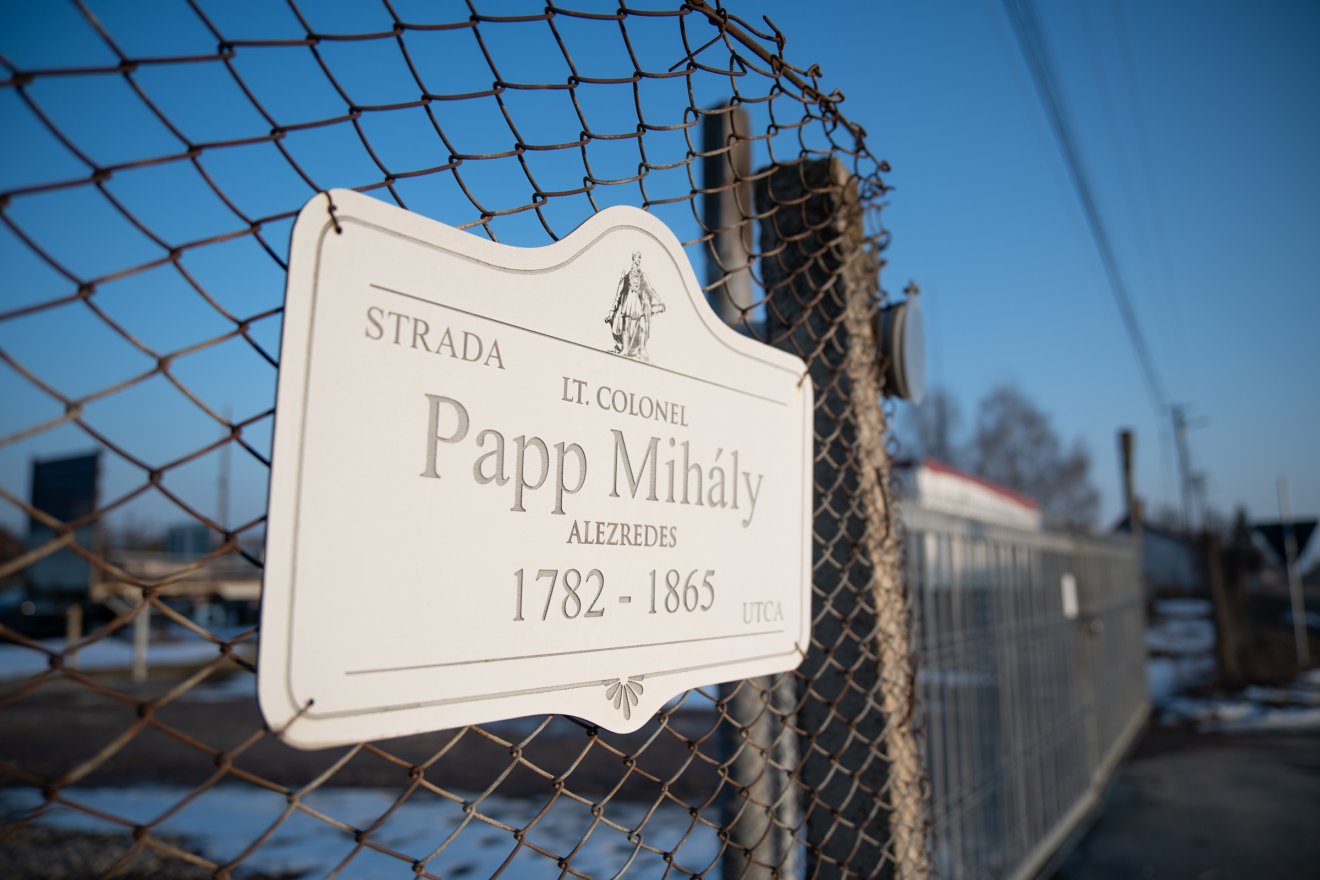 STRADA
LT. COLONEL
Papp Mihály
ALEZREDES
1782 - 1865
UTCA